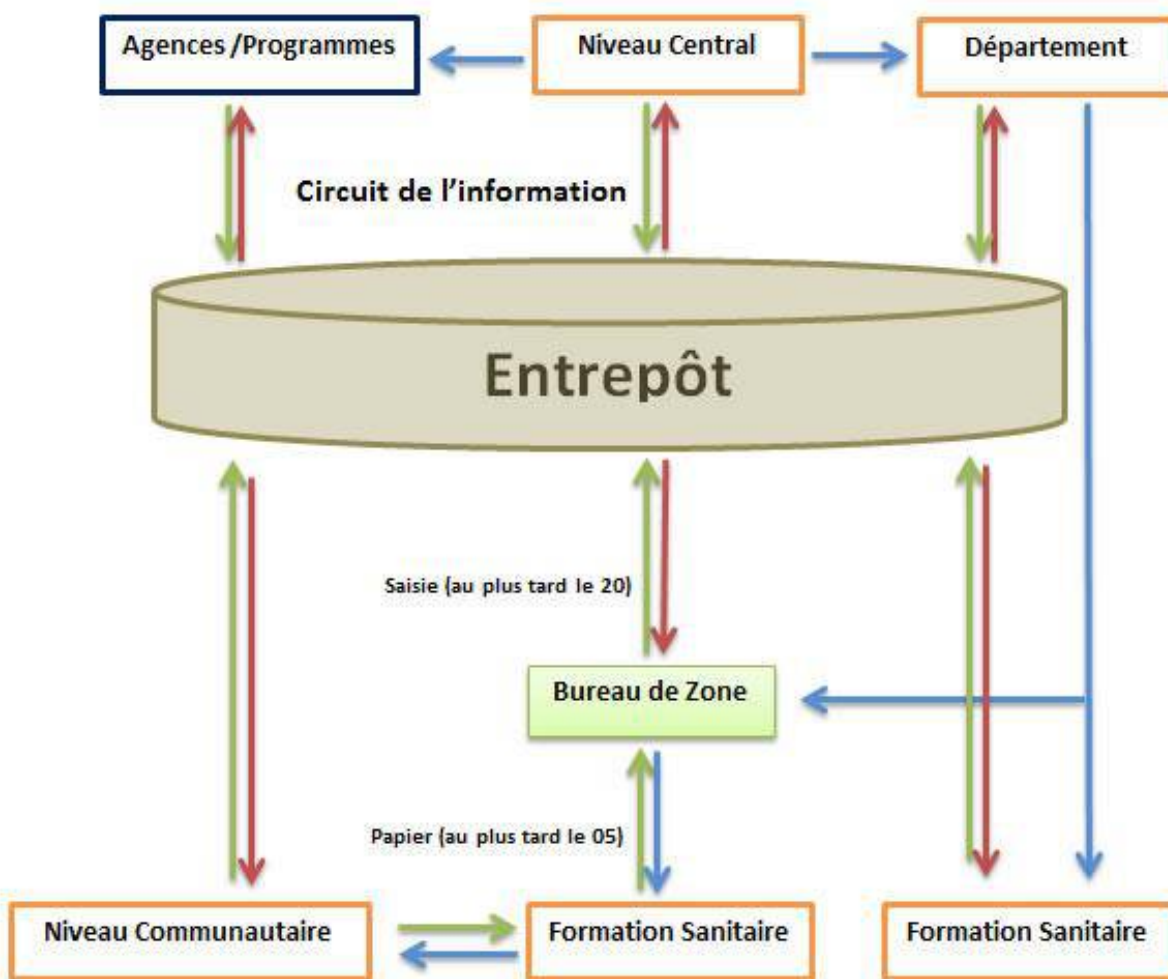 Agences /Programmes
Niveau Central
Département
Circuit de l'information
Entrepôt
Saisie (au plus tard le 20)
Bureau de Zone
Papier (au plus tard le 05)
Niveau Communautaire
Formation Sanitaire
Formation Sanitaire